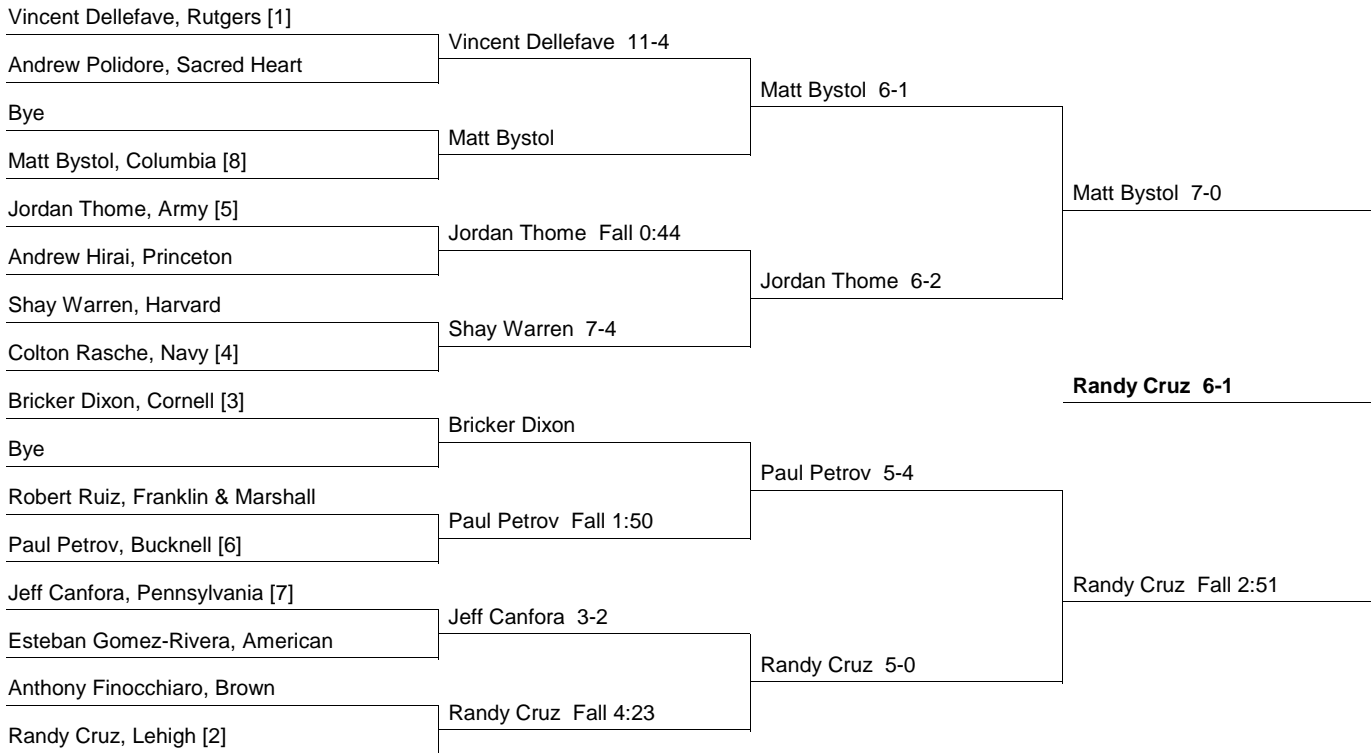 Vincent Dellefave, Rutgers [1]
Andrew Polidore, Sacred Heart
Bye
Matt Bystol, Columbia [8]
Jordan Thome, Army [5]
Andrew Hirai, Princeton
Shay Warren, Harvard
Colton Rasche, Navy [4]
Bricker Dixon, Cornell [3]
Bye
Robert Ruiz, Franklin & Marshall
Paul Petrov, Bucknell [6]
Jeff Canfora, Pennsylvania [7]
Esteban Gomez-Rivera, American
Anthony Finocchiaro, Brown
Randy Cruz, Lehigh [2]
Vincent Dellefave 11-4
Matt Bystol
Jordan Thome Fall 0:44
Shay Warren 7-4
Bricker Dixon
Paul Petrov Fall 1:50
Jeff Canfora 3-2
Randy Cruz Fall 4:23
Matt Bystol 6-1
Jordan Thome 6-2
Paul Petrov 5-4
Randy Cruz 5-0
Matt Bystol 7-0
Randy Cruz 6-1
Randy Cruz Fall 2:51